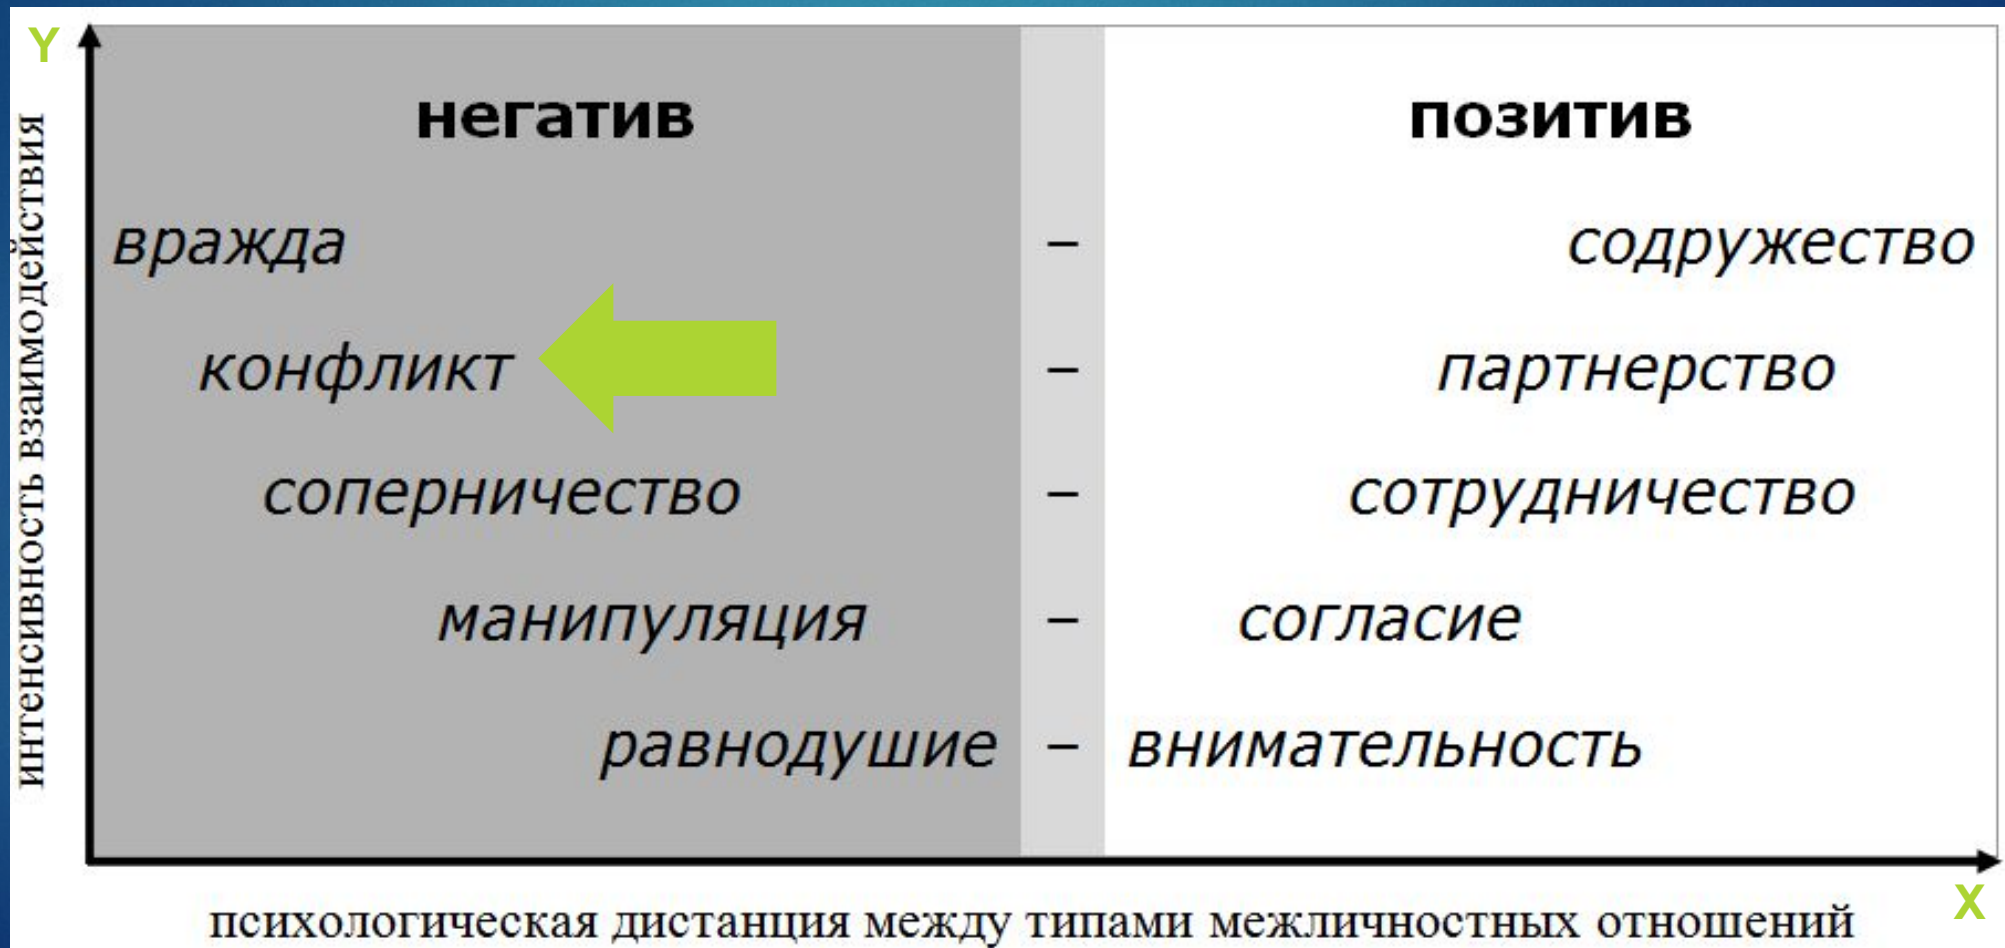 Y
интенсивность взаимодействия
негатив позитив
вражда – содружество
конфликт – партнерство
соперничество – сотрудничество
манипуляция – согласие
равнодушие – внимательность
X
психологическая дистанция между типами межличностных отношений